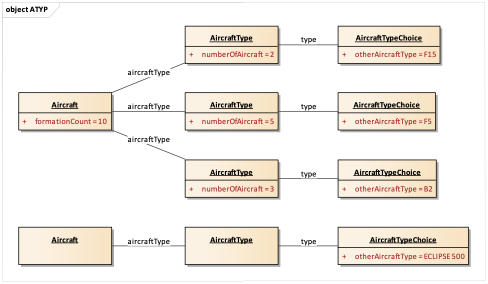 object ATYP
AircraftType
+ numberOfAircraft = 2
type
AircraftTypeChoice
+ otherAircraftType = F15
aircraftType
Aircraft
+ formationCount = 10
aircraftType
AircraftType
+ numberOfAircraft = 5
type
AircraftTypeChoice
+ otherAircraftType = F5
aircraftType
AircraftType
+ numberOfAircraft = 3
type
AircraftTypeChoice
+ otherAircraftType = B2
Aircraft
aircraftType
AircraftType
type
AircraftTypeChoice
+ otherAircraftType = ECLIPSE500